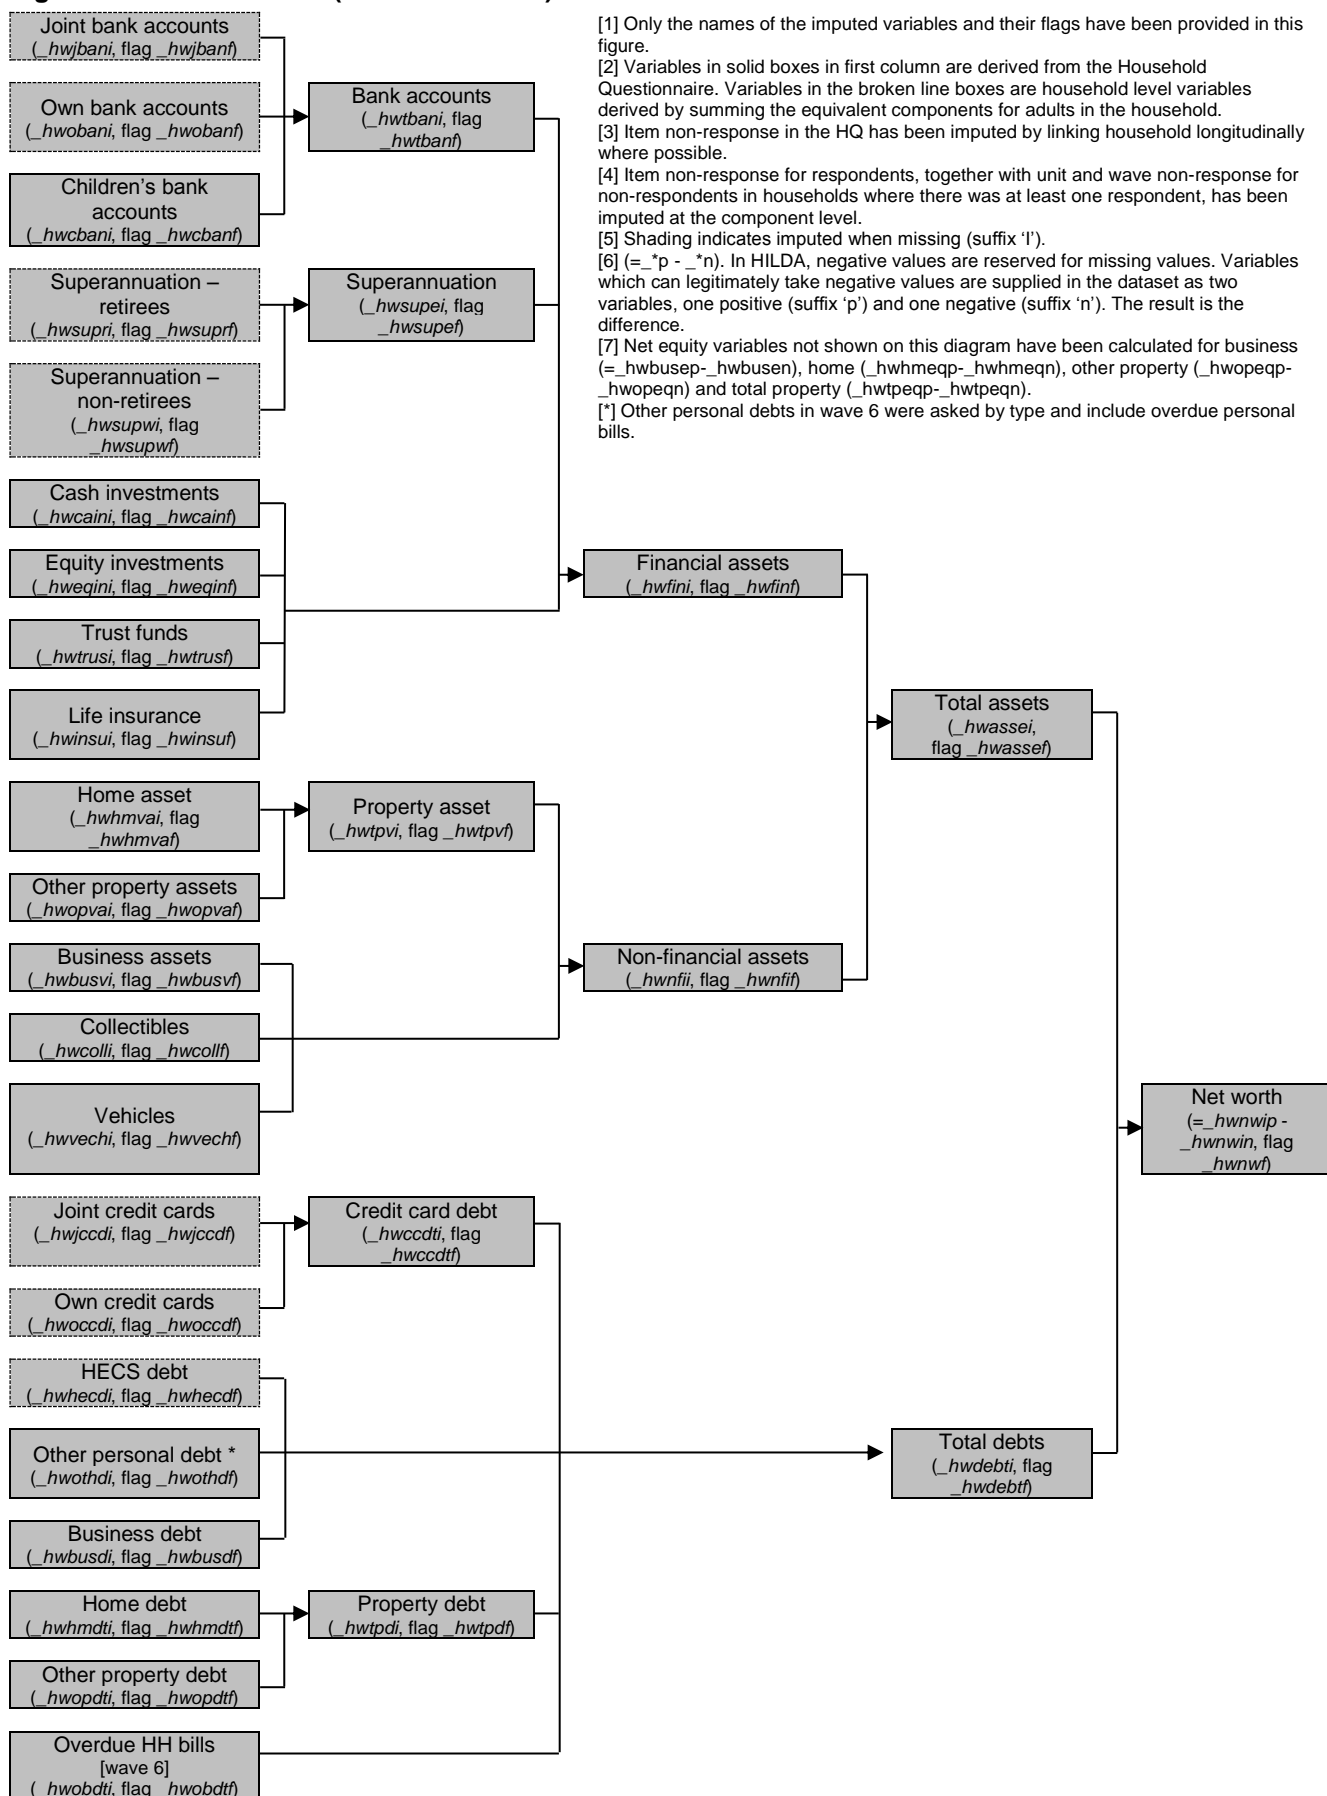 Joint bank accounts
(_hwjbani, flag _hwjbanf)
Own bank accounts
(_hwobani, flag _hwobanf)
Children's bank
accounts
(_hwcbani, flag _hwcbanf)
Bank accounts
(_hwtbani, flag
_hwtbanf)
Superannuation –
retirees
(_hwsupri, flag _hwsuprf)
Superannuation –
non-retirees
(_hwsupwi, flag
_hwsupwf)
Superannuation
(_hwsupei, flag
_hwsupef)
[1] Only the names of the imputed variables and their flags have been provided in this
figure.
[2] Variables in solid boxes in first column are derived from the Household
Questionnaire. Variables in the broken line boxes are household level variables
derived by summing the equivalent components for adults in the household.
[3] Item non-response in the HQ has been imputed by linking household longitudinally
where possible.
[4] Item non-response for respondents, together with unit and wave non-response for
non-respondents in households where there was at least one respondent, has been
imputed at the component level.
[5] Shading indicates imputed when missing (suffix 'I').
[6] (=_*p - _*n). In HILDA, negative values are reserved for missing values. Variables
which can legitimately take negative values are supplied in the dataset as two
variables, one positive (suffix 'p') and one negative (suffix 'n'). The result is the
difference.
[7] Net equity variables not shown on this diagram have been calculated for business
(=_hwbusep-_hwbusen), home (_hwhmeqp-_hwhmeqn), other property (_hwopeqp-
_hwopeqn) and total property (_hwtpeqp-_hwtpeqn).
[*] Other personal debts in wave 6 were asked by type and include overdue personal
bills.
Cash investments
(_hwcaini, flag _hwcainf)
Equity investments
(_hweqini, flag _hweqinf)
Trust funds
(_hwtrusi, flag _hwtrusf)
Life insurance
(_hwinsui, flag _hwinsuf)
Financial assets
(_hwfini, flag _hwfinf)
Total assets
(_hwassei,
flag _hwassef)
Home asset
(_hwhmvai, flag
_hwhmvaf)
Other property assets
(_hwopvai, flag _hwopvaf)
Property asset
(_hwtpvi, flag _hwtpvf)
Business assets
(_hwbusvi, flag _hwbusvf)
Collectibles
(_hwcolli, flag _hwcollf)
Vehicles
(_hwvechi, flag _hwvechf)
Non-financial assets
(_hwnfii, flag _hwnfif)
Net worth
(=_hwnwip -
_hwnwin, flag
_hwnwf)
Joint credit cards
(_hwjccdi, flag _hwjccdf)
Own credit cards
(_hwoccdi, flag _hwoccdf)
Credit card debt
(_hwccdti, flag
_hwccdtf)
HECS debt
(_hwhecdi, flag _hwhecdf)
Other personal debt *
(_hwothdi, flag _hwothdf)
Business debt
(_hwbusdi, flag _hwbusdf)
Total debts
(_hwdebti, flag
_hwdebtf)
Home debt
(_hwhmdti, flag _hwhmdtf)
Other property debt
(_hwopdti, flag _hwopdtf)
Property debt
(_hwtpdi, flag _hwtpdf)
Overdue HH bills
[wave 6]
(_hwobdti, flag _hwobdtf)